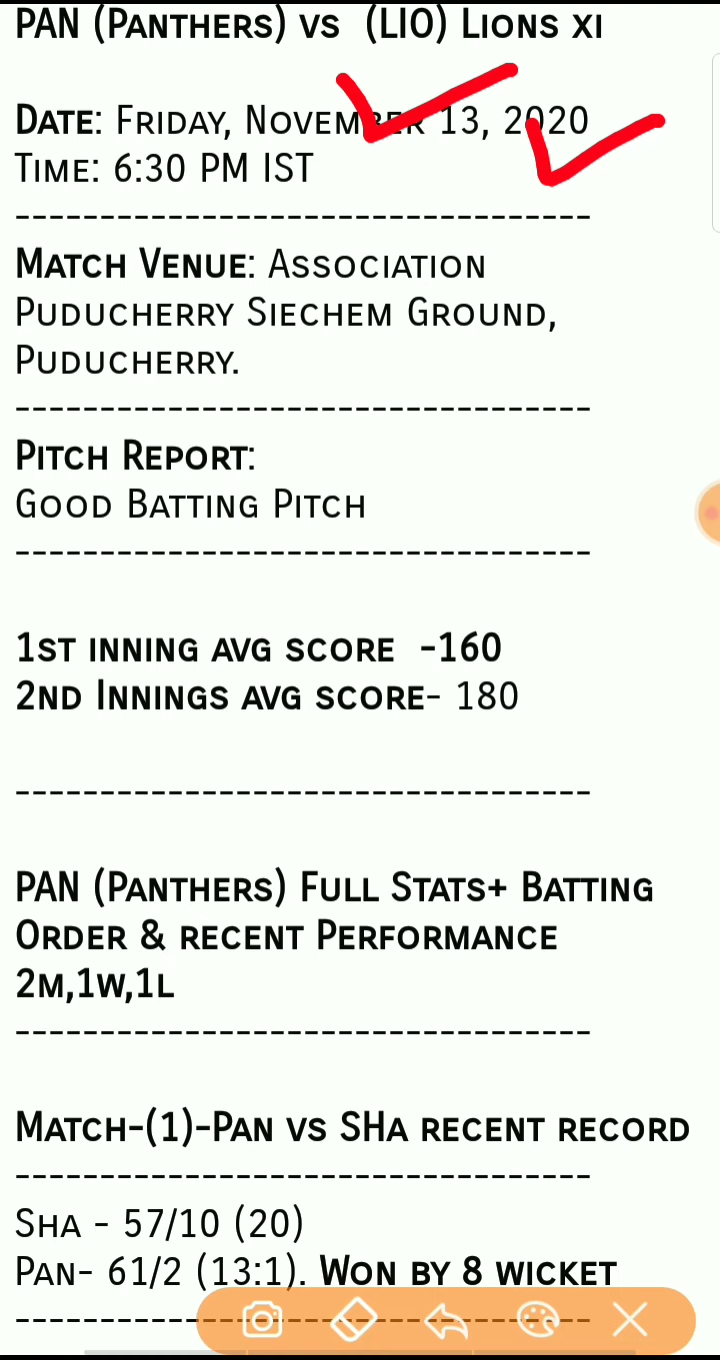 PAN (Panthers) vs (LIO) Lions xi
Date: Friday, November 13, 2020
Time: 6:30 PM IST
----------------------------------
Match Venue: Association
Puducherry Siechem Ground,
Puducherry.
----------------------------------
Pitch Report:
Good Batting Pitch
----------------------------------
1st inning avg score -160
2nd Innings avg score- 180
----------------------------------
PAN (Panthers) Full Stats+ Batting
Order & recent Performance
2m,1w,1l
----------------------------------
Match-(1)-Pan vs SHa recent record
----------------------------------
Sha - 57/10 (20)
Pan- 61/2 (13:1). Won by 8 wicket
----------------------------------